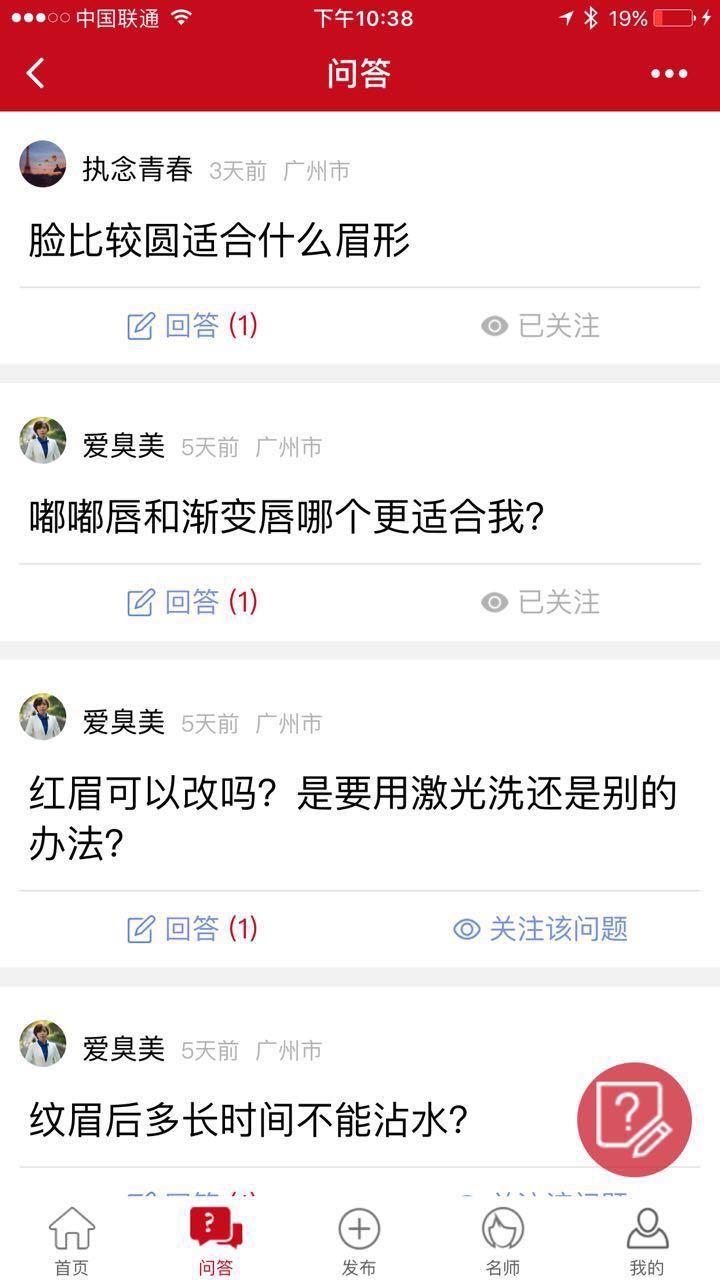 中国联通 下午10:38 19%
问答
执念青春 3天前 广州市
脸比较圆适合什么眉形
回答 (1) 已关注
爱臭美 5天前 广州市
嘟嘟唇和渐变唇哪个更适合我?
回答 (1) 已关注
爱臭美 5天前 广州市
红眉可以改吗? 是要用激光洗还是别的
办法?
回答 (1) 关注该问题
爱臭美 5天前 广州市
纹眉后多长时间不能沾水?
?
首页 问答 发布 名师 我的